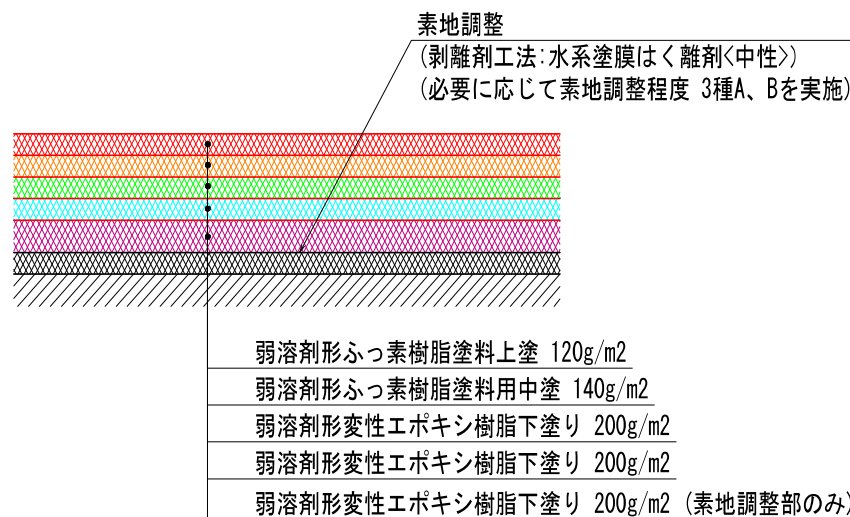 素地調整
(剥離剤工法:水系塗膜はく離剤<中性>)
(必要に応じて素地調整程度 3種A、Bを実施)
弱溶剤形ふっ素樹脂塗料上塗 120g/m2
弱溶剤形ふっ素樹脂塗料用中塗 140g/m2
弱溶剤形変性エポキシ樹脂下塗り 200g/m2
弱溶剤形変性エポキシ樹脂下塗り 200g/m2
弱溶剤形変性エポキシ樹脂下塗り 200g/m2 (素地調整部のみ)